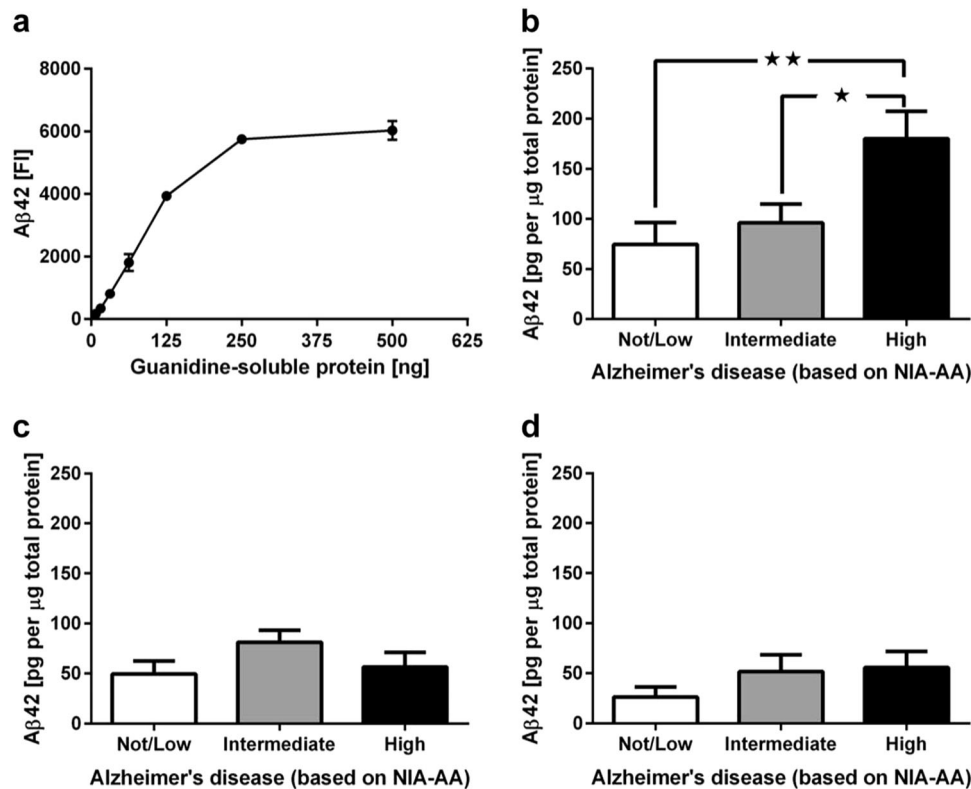 a
Aβ42 [FI]
8000
6000
4000
2000
0
0 125 250 375 500 625
Guanidine-soluble protein [ng]
b
Aβ42 [pg per μg total protein]
250
200
150
100
50
0
★★
★
Not/Low Intermediate High
Alzheimer's disease (based on NIA-AA)
c
Aβ42 [pg per μg total protein]
250
200
150
100
50
0
Not/Low Intermediate High
Alzheimer's disease (based on NIA-AA)
d
Aβ42 [pg per μg total protein]
250
200
150
100
50
0
Not/Low Intermediate High
Alzheimer's disease (based on NIA-AA)